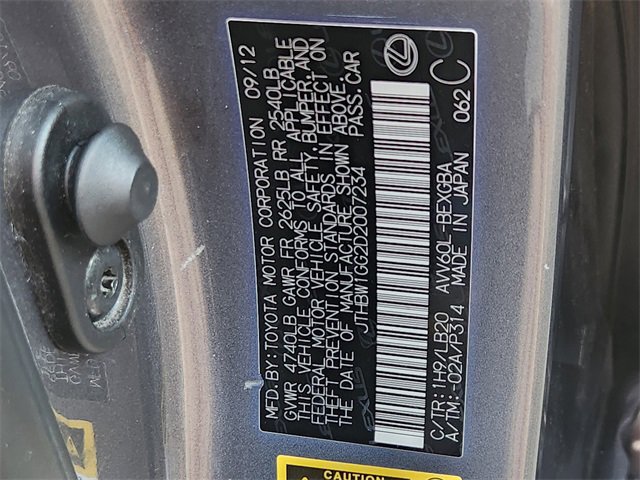 MFD.BY:TOYOTA MOTOR CORPORATION 09/12
GVWR 4740LB GAWR FR 2625LB RR 2540LB
THIS VEHICLE CONFORMS TO ALL APPLICABLE
FEDERAL MOTOR VEHICLE SAFETY, BUMPER, AND
THEFT PREVENTION STANDARDS IN EFFECT ON
THE DATE OF MANUFACTURE SHOWN ABOVE.
JTHBW1GG2D2007234 PASS.CAR
C/TR:1H9/LB20 AVV60L-BEXGBA
A/TM:-02A/P314 MADE IN JAPAN 062 C
CAUTION